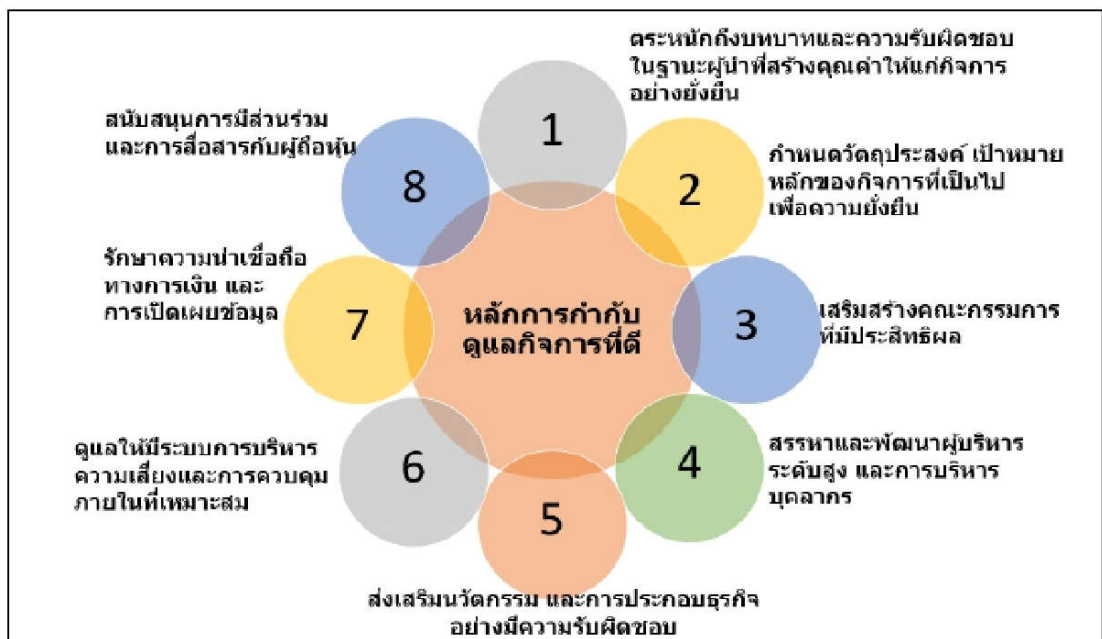 1
ตระหนักถึงบทบาทและความรับผิดชอบ
ในฐานะผู้นำที่สร้างคุณค่าให้แก่กิจการ
อย่างยั่งยืน
2
กำหนดวัตถุประสงค์ เป้าหมาย
หลักของกิจการที่เป็นไป
เพื่อความยั่งยืน
3
เสริมสร้างคณะกรรมการ
ที่มีประสิทธิผล
4
สรรหาและพัฒนาผู้บริหาร
ระดับสูง และการบริหาร
บุคลากร
5
ส่งเสริมนวัตกรรม และการประกอบธุรกิจ
อย่างมีความรับผิดชอบ
6
ดูแลให้มีระบบการบริหาร
ความเสี่ยงและการควบคุม
ภายในที่เหมาะสม
7
รักษาความน่าเชื่อถือ
ทางการเงิน และ
การเปิดเผยข้อมูล
8
สนับสนุนการมีส่วนร่วม
และการสื่อสารกับผู้ถือหุ้น
หลักการกำกับ
ดูแลกิจการที่ดี